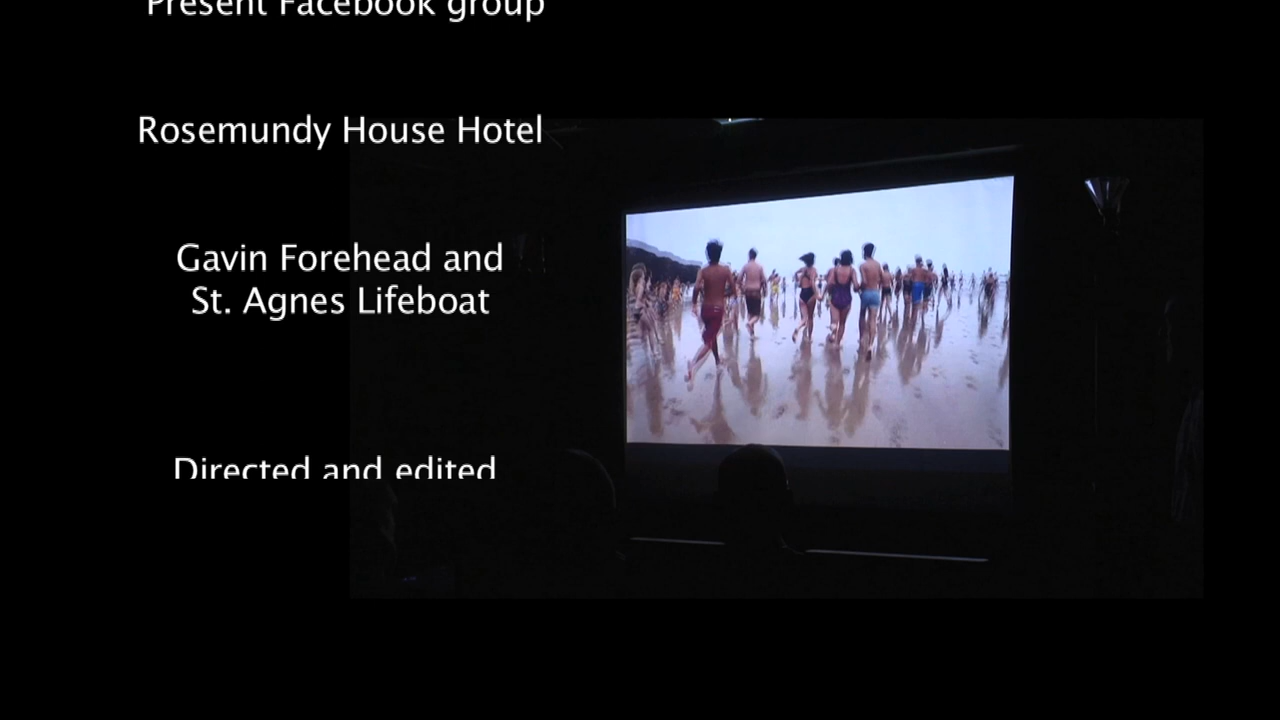 Present Facebook group
Rosemundy House Hotel
Gavin Forehead and
St. Agnes Lifeboat
Directed and edited